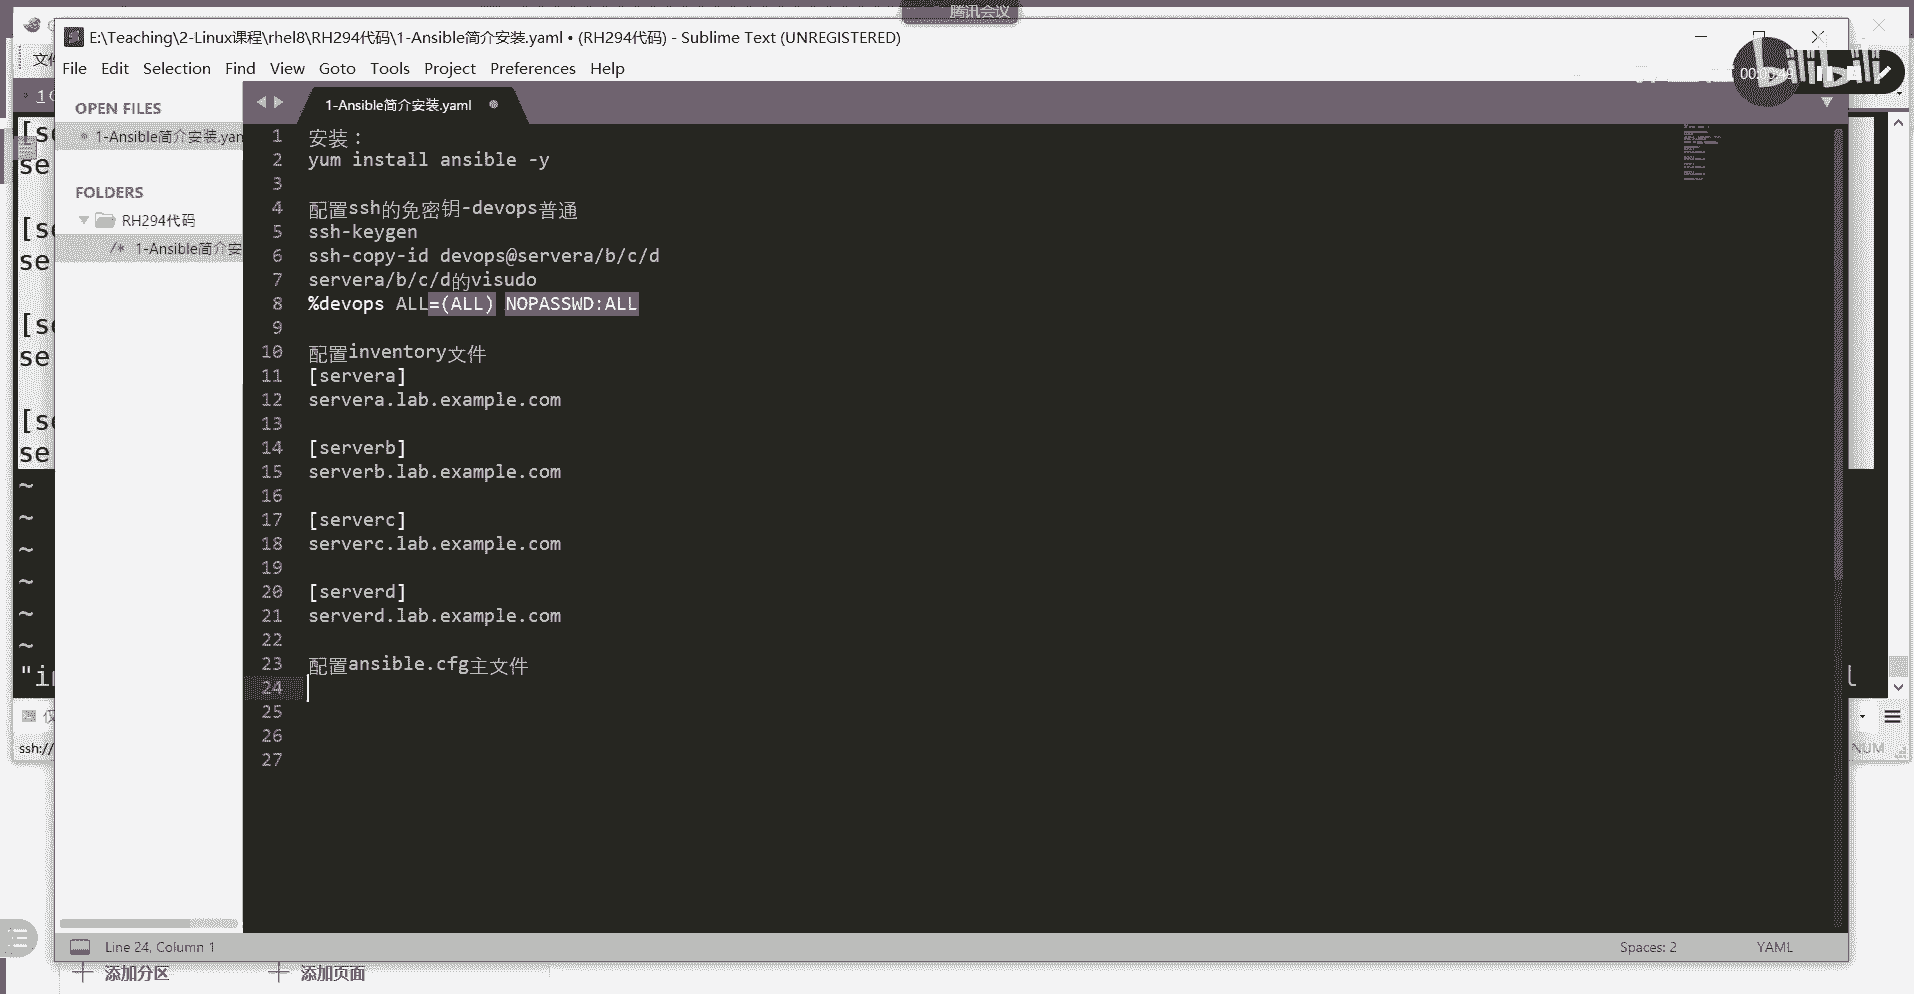 腾讯会议
E:\Teaching\2-Linux课程\rhel8\RH294代码\1-Ansible简介安装.yaml • (RH294代码) - Sublime Text (UNREGISTERED)
File Edit Selection Find View Goto Tools Project Preferences Help
bilibili
OPEN FILES
1-Ansible简介安装.yam
FOLDERS
RH294代码
/* 1-Ansible简介安
1-Ansible简介安装.yaml
1 安装：
2 yum install ansible -y
3
4 配置ssh的免密钥-devops普通
5 ssh-keygen
6 ssh-copy-id devops@servera/b/c/d
7 servera/b/c/d的visudo
8 %devops ALL=(ALL) NOPASSWD:ALL
9
10 配置inventory文件
11 [servera]
12 servera.lab.example.com
13
14 [serverb]
15 serverb.lab.example.com
16
17 [serverc]
18 serverc.lab.example.com
19
20 [serverd]
21 serverd.lab.example.com
22
23 配置ansible.cfg主文件
24
25
26
27
[se
se
[se
se
[se
se
[se
se
~
~
~
~
~
~
"in
ssh://
NUM
Line 24, Column 1
Spaces: 2
YAML
添加分区
添加页面